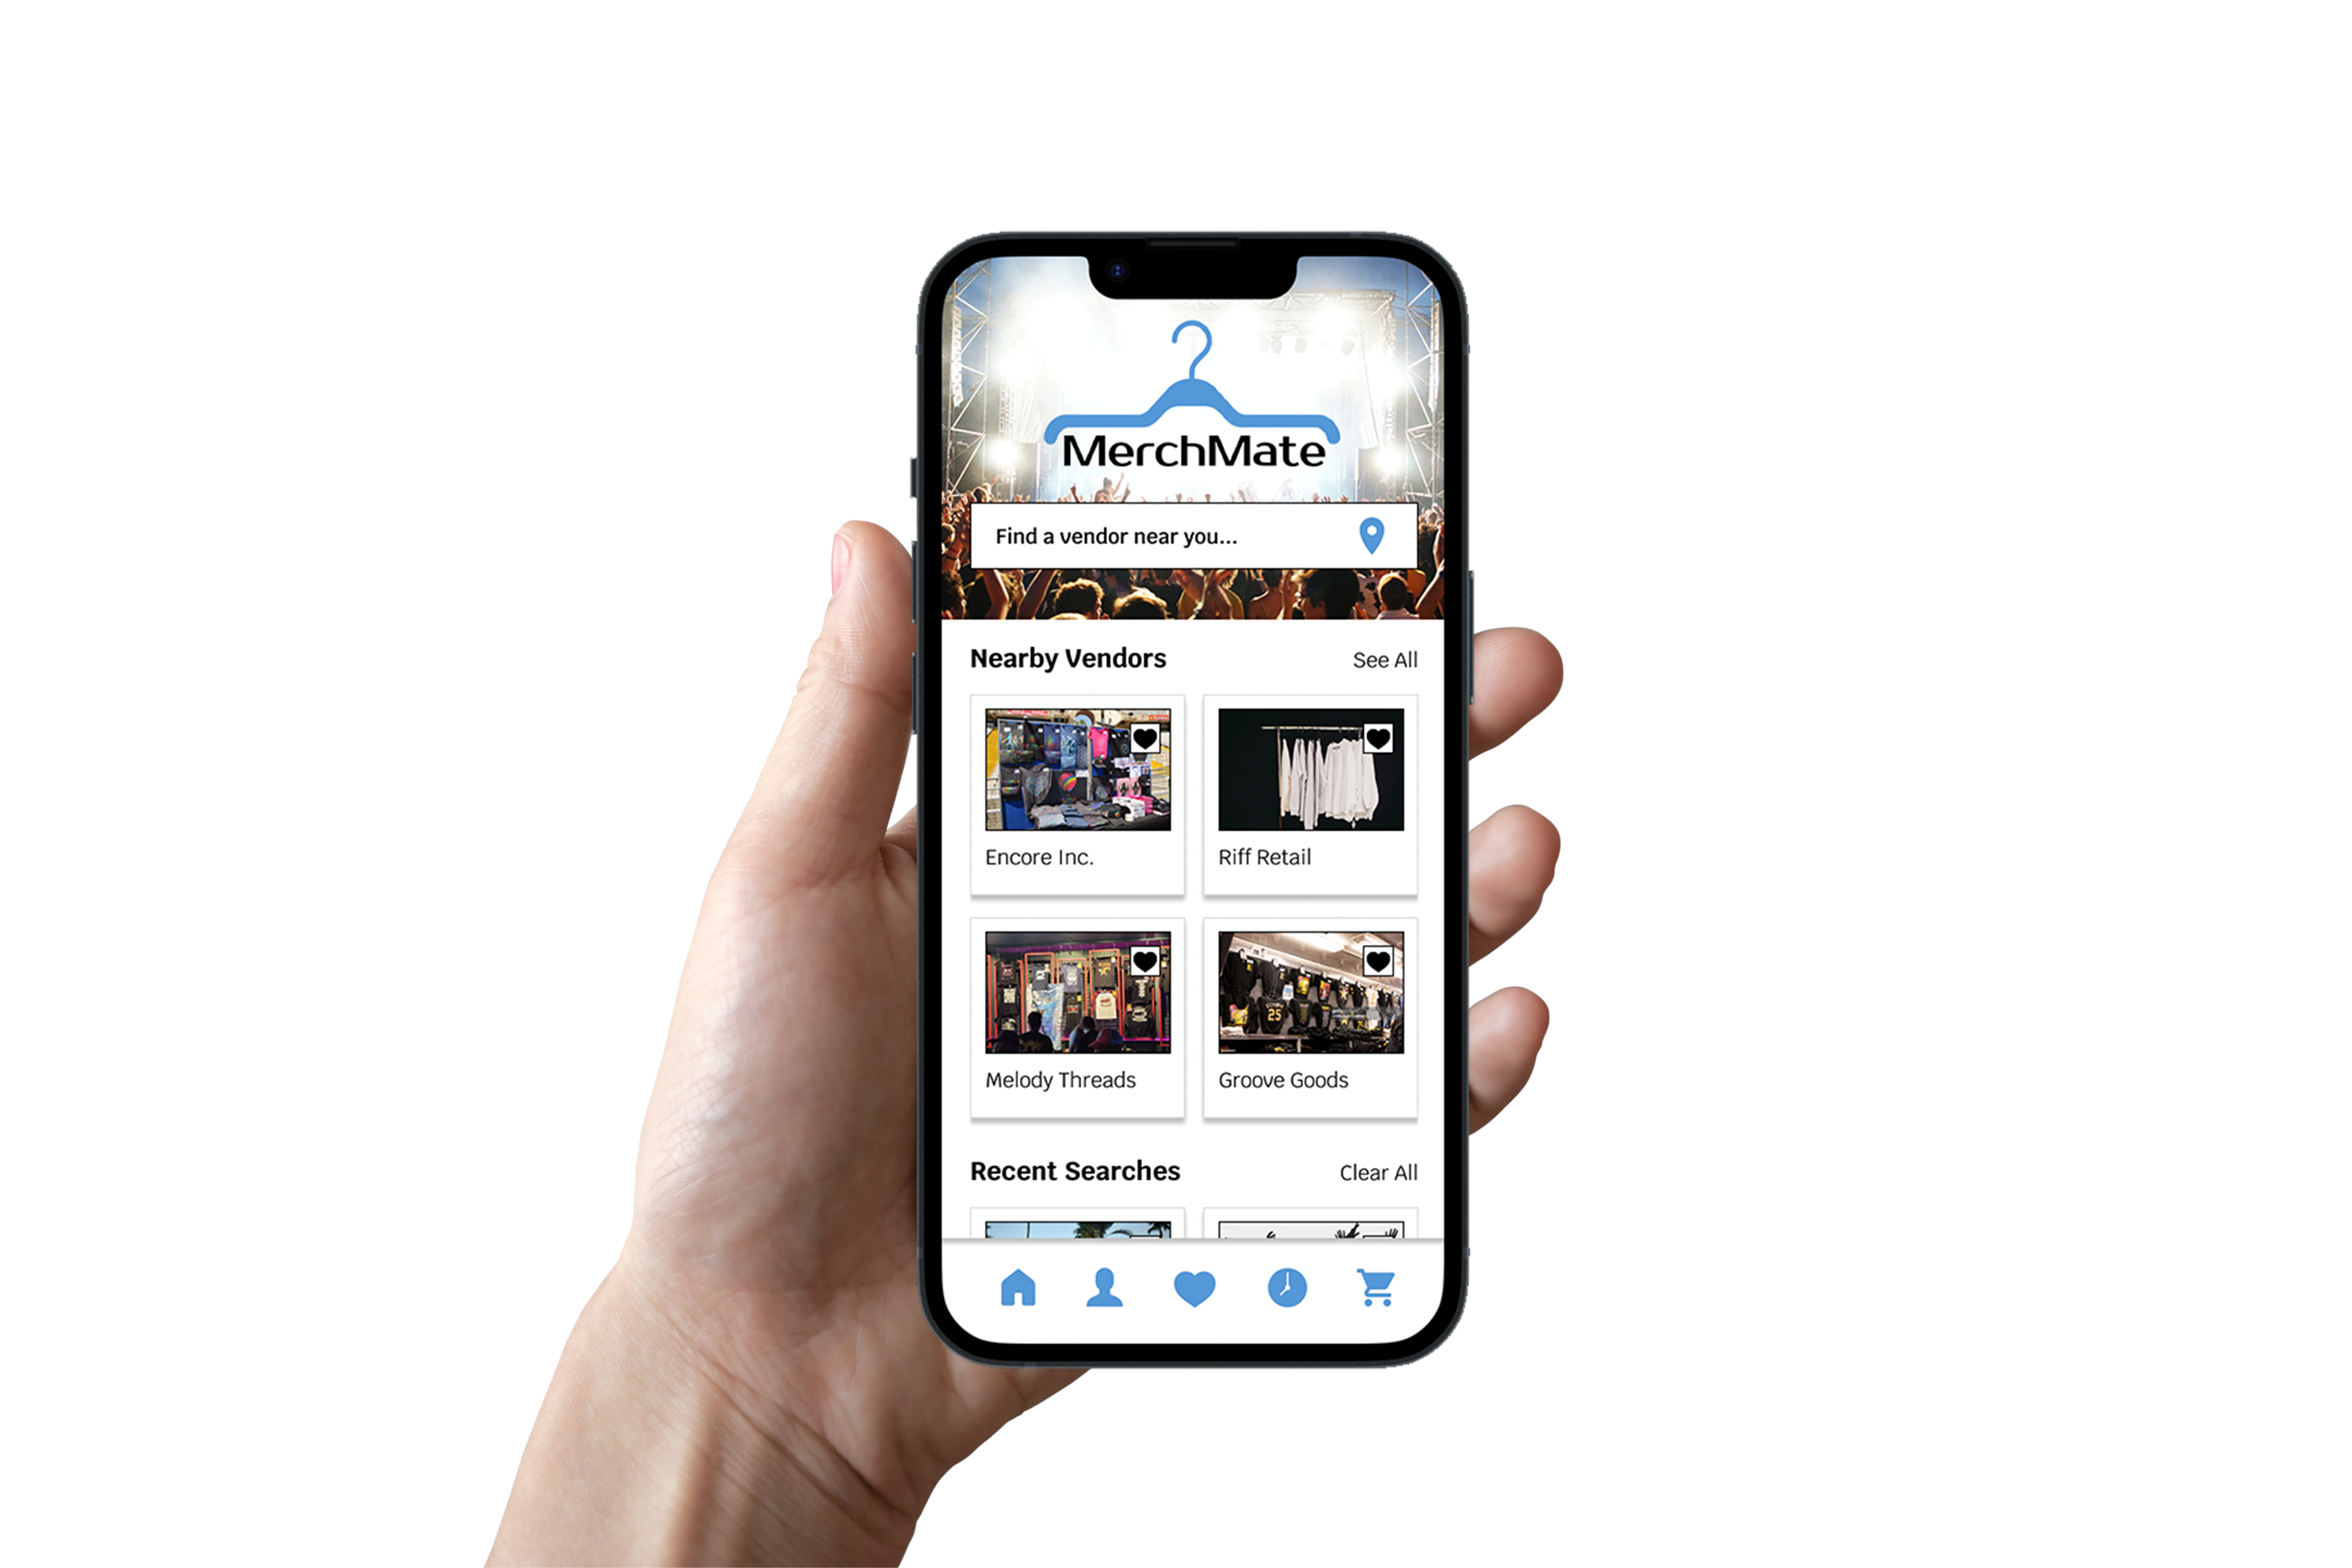 MerchMate
Find a vendor near you...
Nearby Vendors
See All
Encore Inc.
Riff Retail
25
Melody Threads
Groove Goods
Recent Searches
Clear All